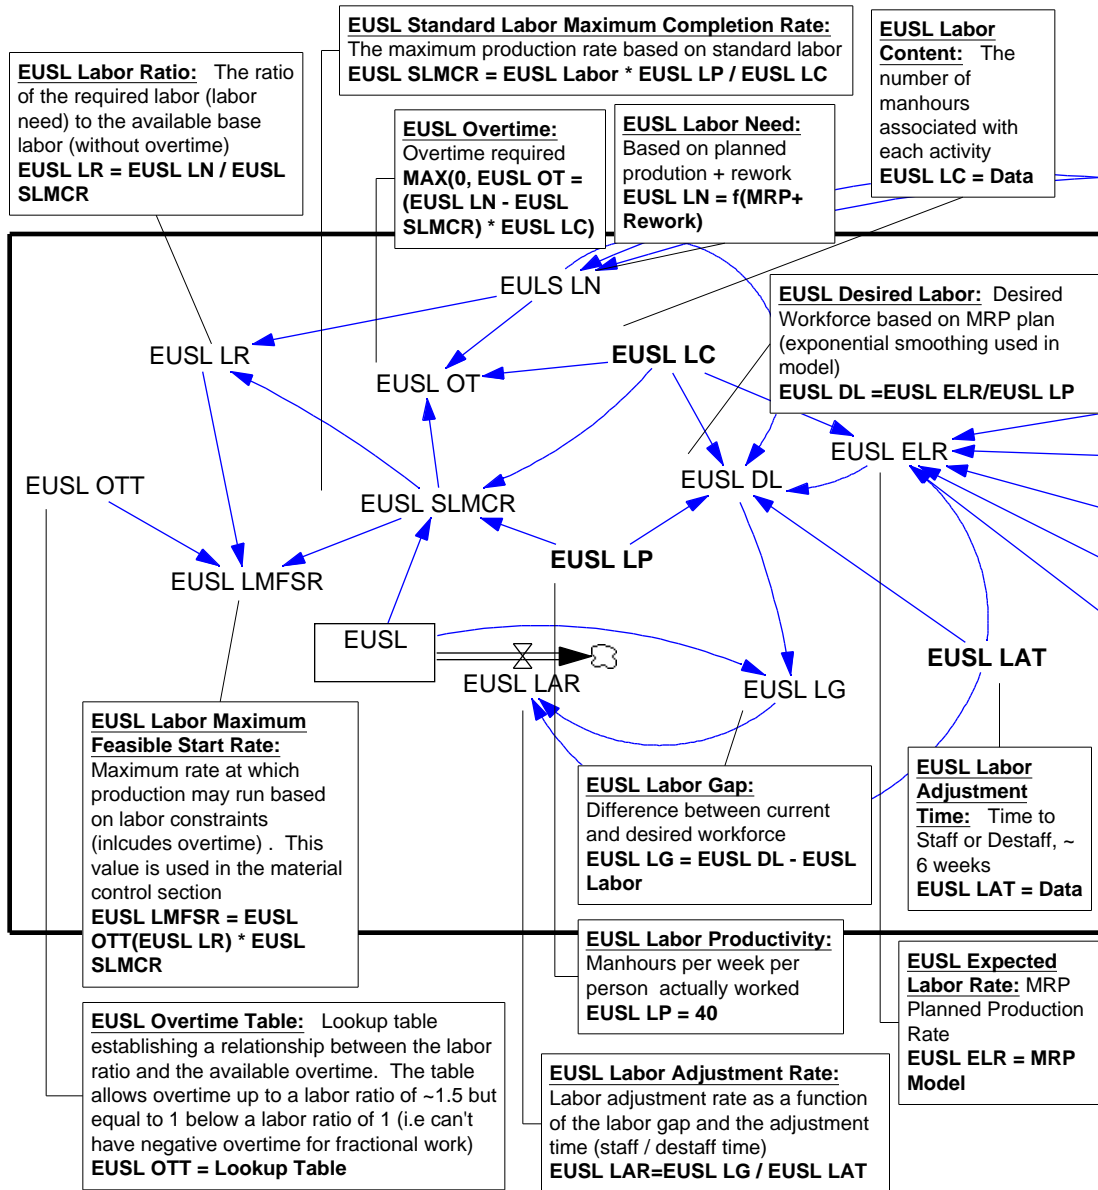 EUSL Standard Labor Maximum Completion Rate:
The maximum production rate based on standard labor
EUSL SLMCR = EUSL Labor * EUSL LP / EUSL LC
EUSL Labor
Content: The
number of
manhours
associated with
each activity
EUSL LC = Data
EUSL Labor Ratio: The ratio
of the required labor (labor
need) to the available base
labor (without overtime)
EUSL LR = EUSL LN / EUSL
SLMCR
EUSL Overtime:
Overtime required
MAX(0, EUSL OT =
(EUSL LN - EUSL
SLMCR) * EUSL LC)
EUSL Labor Need:
Based on planned
prodution + rework
EUSL LN = f(MRP+
Rework)
EULS LN
EUSL Desired Labor: Desired
Workforce based on MRP plan
(exponential smoothing used in
model)
EUSL DL =EUSL ELR/EUSL LP
EUSL LR
EUSL OT
EUSL LC
EUSL ELR
EUSL OTT
EUSL SLMCR
EUSL DL
EUSL LMFSR
EUSL LP
EUSL
EUSL LAR
EUSL LG
EUSL LAT
EUSL Labor Maximum
Feasible Start Rate:
Maximum rate at which
production may run based
on labor constraints
(inlcudes overtime) . This
value is used in the material
control section
EUSL LMFSR = EUSL
OTT(EUSL LR) * EUSL
SLMCR
EUSL Labor Gap:
Difference between current
and desired workforce
EUSL LG = EUSL DL - EUSL
Labor
EUSL Labor
Adjustment
Time: Time to
Staff or Destaff, ~
6 weeks
EUSL LAT = Data
EUSL Labor Productivity:
Manhours per week per
person actually worked
EUSL LP = 40
EUSL Expected
Labor Rate: MRP
Planned Production
Rate
EUSL ELR = MRP
Model
EUSL Overtime Table: Lookup table
establishing a relationship between the labor
ratio and the available overtime. The table
allows overtime up to a labor ratio of ~1.5 but
equal to 1 below a labor ratio of 1 (i.e can't
have negative overtime for fractional work)
EUSL OTT = Lookup Table
EUSL Labor Adjustment Rate:
Labor adjustment rate as a function
of the labor gap and the adjustment
time (staff / destaff time)
EUSL LAR=EUSL LG / EUSL LAT